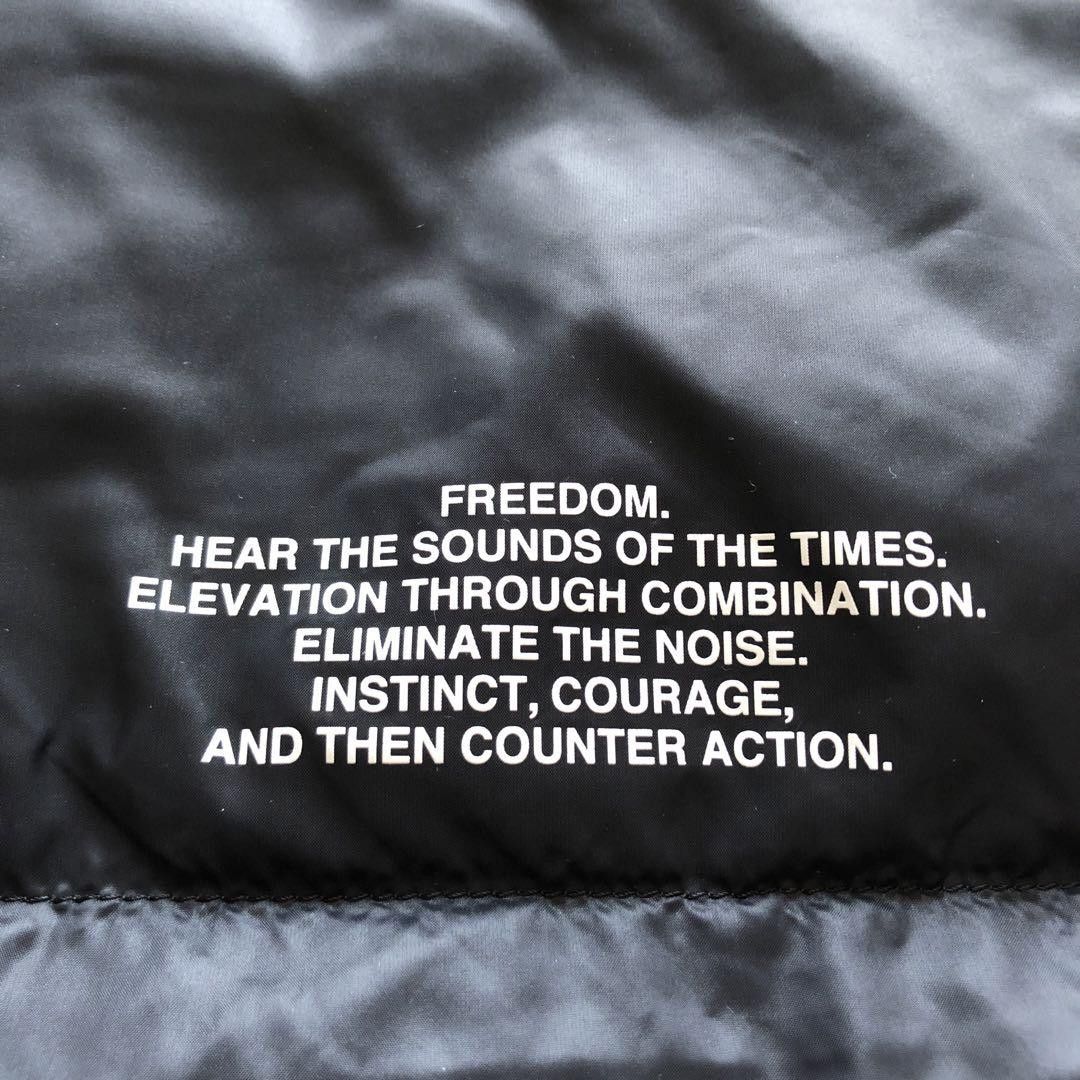 FREEDOM.
HEAR THE SOUNDS OF THE TIMES.
ELEVATION THROUGH COMBINATION.
ELIMINATE THE NOISE.
INSTINCT, COURAGE,
AND THEN COUNTER ACTION.